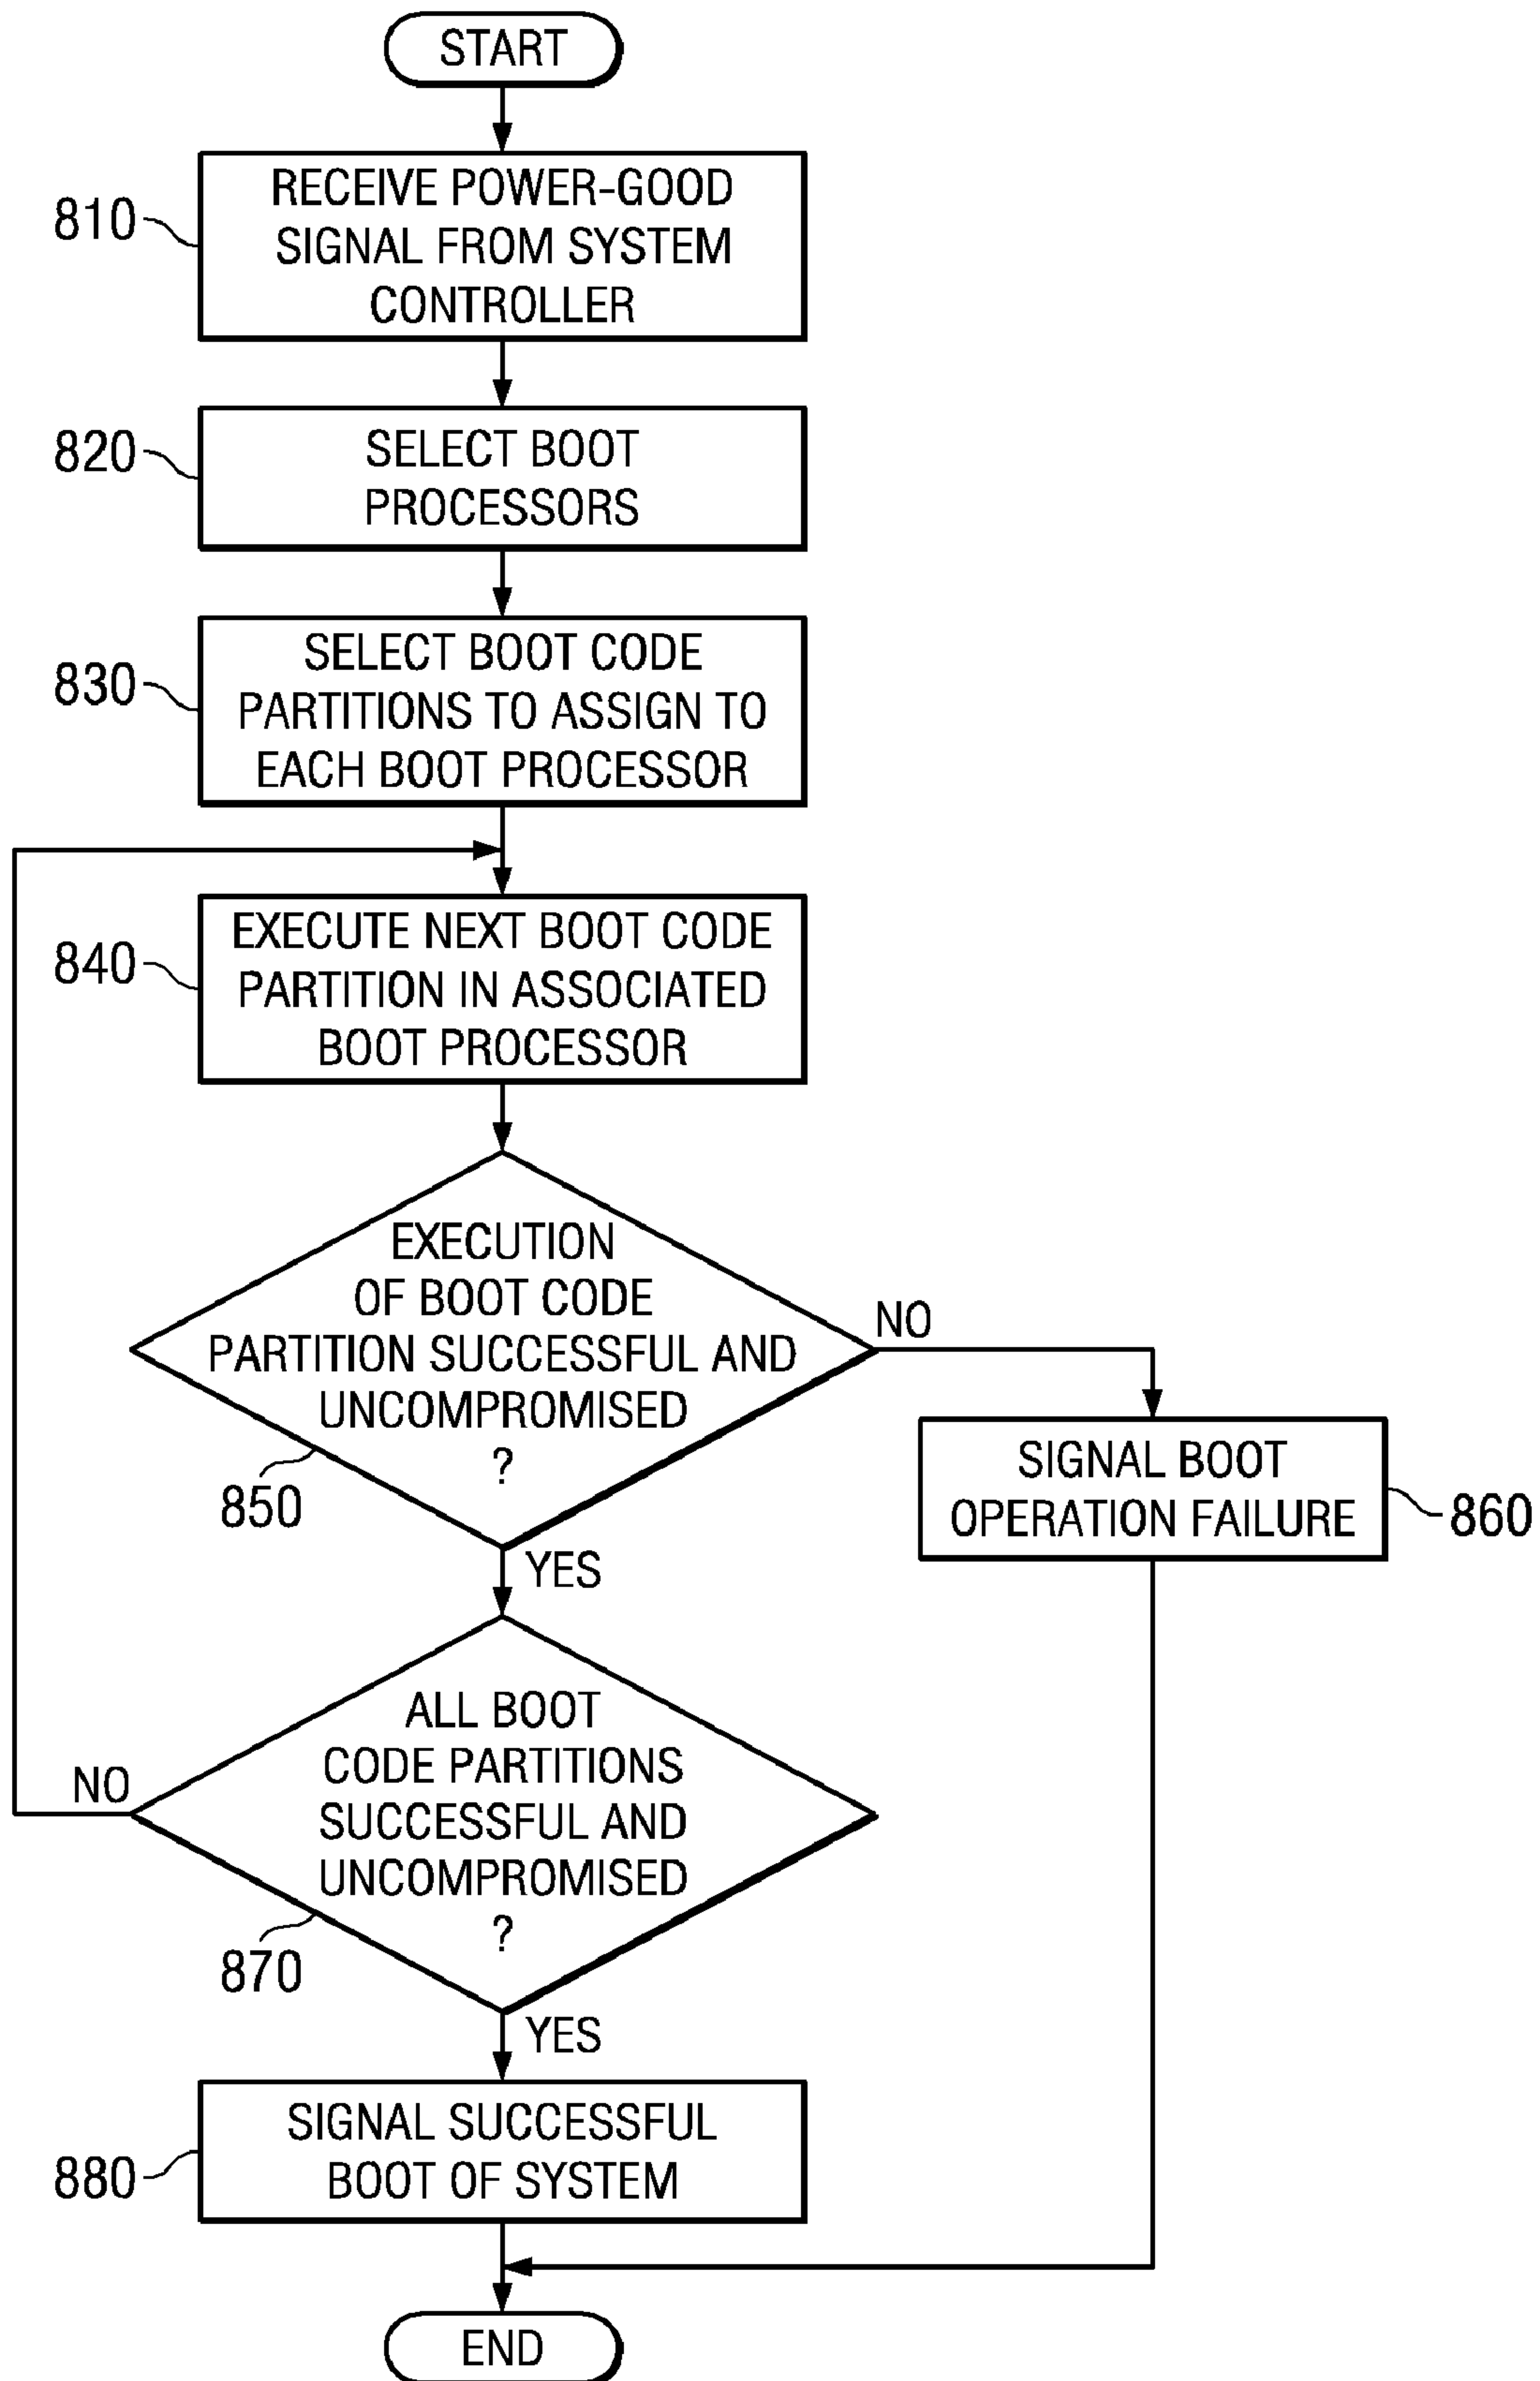 START
810
RECEIVE POWER-GOOD
SIGNAL FROM SYSTEM
CONTROLLER
820
SELECT BOOT
PROCESSORS
830
SELECT BOOT CODE
PARTITIONS TO ASSIGN TO
EACH BOOT PROCESSOR
840
EXECUTE NEXT BOOT CODE
PARTITION IN ASSOCIATED
BOOT PROCESSOR
EXECUTION
OF BOOT CODE
PARTITION SUCCESSFUL AND
UNCOMPROMISED
?
850
NO
YES
SIGNAL BOOT
OPERATION FAILURE
860
ALL BOOT
CODE PARTITIONS
SUCCESSFUL AND
UNCOMPROMISED
?
870
NO
YES
880
SIGNAL SUCCESSFUL
BOOT OF SYSTEM
END